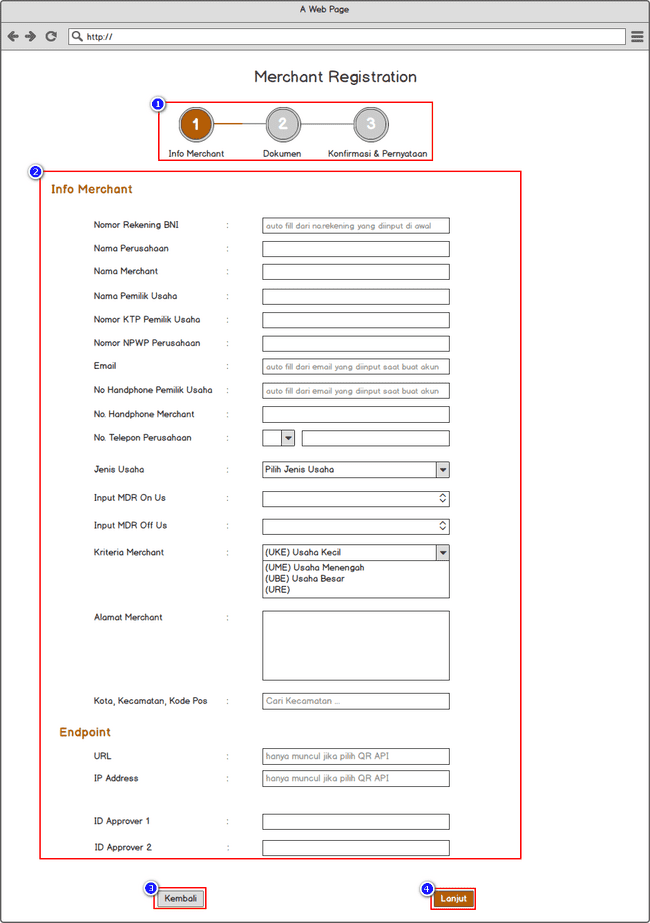 A Web Page
http://
Merchant Registration
1
1 2 3
Info Merchant Dokumen Konfirmasi & Pernyataan
2
Info Merchant
Nomor Rekening BNI : auto fill dari no.rekening yang diinput di awal
Nama Perusahaan :
Nama Merchant :
Nama Pemilik Usaha :
Nomor KTP Pemilik Usaha :
Nomor NPWP Perusahaan :
Email : auto fill dari email yang diinput saat buat akun
No Handphone Pemilik Usaha : auto fill dari email yang diinput saat buat akun
No. Handphone Merchant :
No. Telepon Perusahaan :
Jenis Usaha : Pilih Jenis Usaha
Input MDR On Us :
Input MDR Off Us :
Kriteria Merchant : (UKE) Usaha Kecil
(UME) Usaha Menengah
(UBE) Usaha Besar
(URE)
Alamat Merchant :
Kota, Kecamatan, Kode Pos : Cari Kecamatan ...
Endpoint
URL : hanya muncul jika pilih QR API
IP Address : hanya muncul jika pilih QR API
ID Approver 1 :
ID Approver 2 :
3 4
Kembali Lanjut